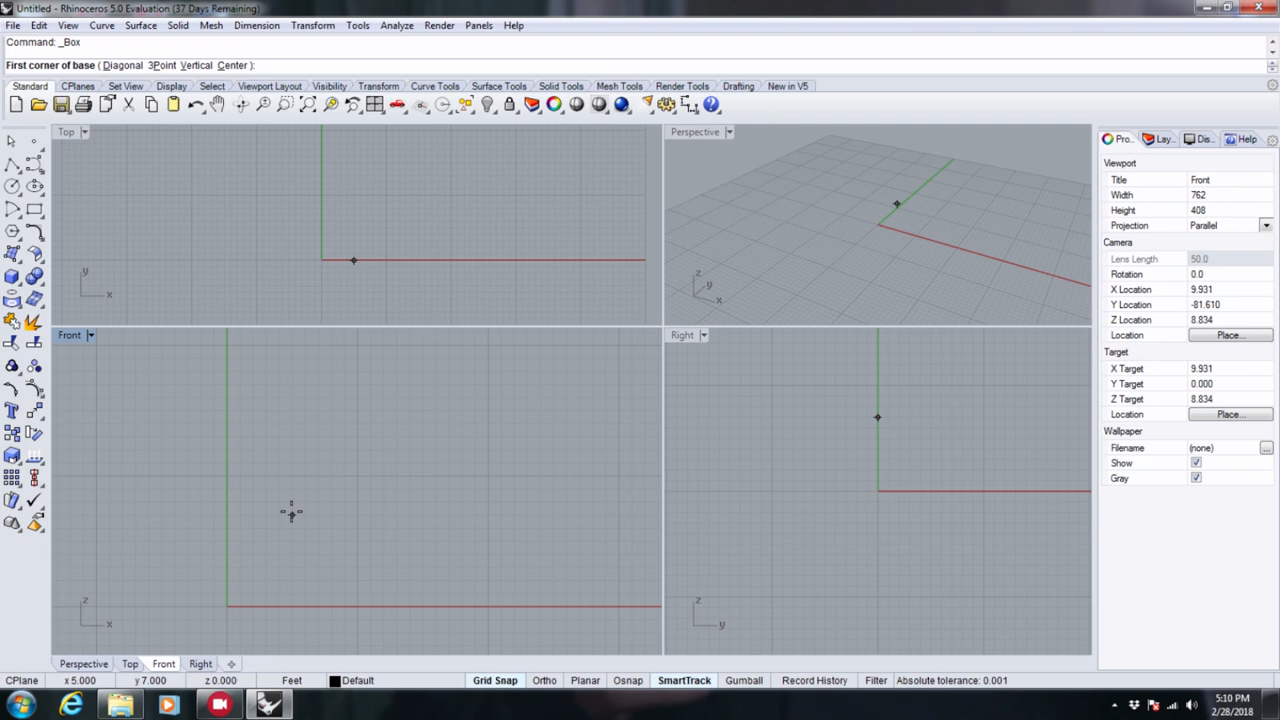 Untitled - Rhinoceros 5.0 Evaluation (37 Days Remaining)
File Edit View Curve Surface Solid Mesh Dimension Transform Tools Analyze Render Panels Help
Command: _Box
First corner of base ( Diagonal 3Point Vertical Center ):
Standard CPlanes Set View Display Select Viewport Layout Visibility Transform Curve Tools Surface Tools Solid Tools Mesh Tools Render Tools Drafting New in V5
Top
Perspective
Pro... Lay... Dis... Help
Viewport
Title Front
Width 762
Height 408
Projection Parallel
Camera
Lens Length 50.0
Rotation 0.0
X Location 9.931
Y Location -81.610
Z Location 8.834
Location Place...
Target
X Target 9.931
Y Target 0.000
Z Target 8.834
Location Place...
Wallpaper
Filename (none) ...
Show
Gray
y
x
z
y
x
Front
Right
z
x
z
y
Perspective Top Front Right
CPlane x 5.000 y 7.000 z 0.000 Feet Default Grid Snap Ortho Planar Osnap SmartTrack Gumball Record History Filter Absolute tolerance: 0.001
5:10 PM
2/28/2018